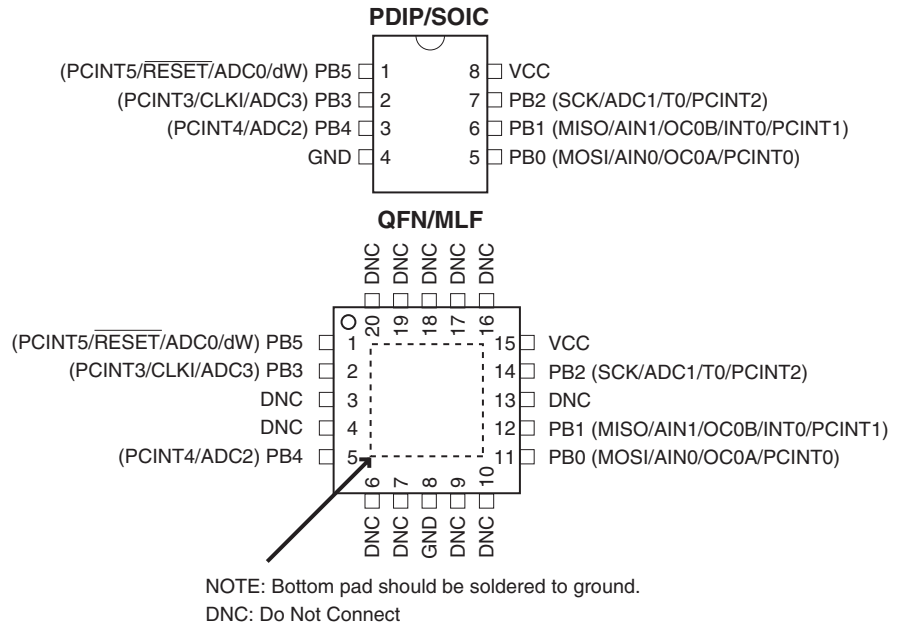 PDIP/SOIC
(PCINT5/RESET/ADC0/dW) PB5 1 8 VCC
(PCINT3/CLKI/ADC3) PB3 2 7 PB2 (SCK/ADC1/T0/PCINT2)
(PCINT4/ADC2) PB4 3 6 PB1 (MISO/AIN1/OC0B/INT0/PCINT1)
GND 4 5 PB0 (MOSI/AIN0/OC0A/PCINT0)
QFN/MLF
DNC DNC DNC DNC DNC
20 19 18 17 16
(PCINT5/RESET/ADC0/dW) PB5 1 15 VCC
(PCINT3/CLKI/ADC3) PB3 2 14 PB2 (SCK/ADC1/T0/PCINT2)
DNC 3 13 DNC
DNC 4 12 PB1 (MISO/AIN1/OC0B/INT0/PCINT1)
(PCINT4/ADC2) PB4 5 11 PB0 (MOSI/AIN0/OC0A/PCINT0)
6 7 8 9 10
DNC DNC GND DNC DNC
NOTE: Bottom pad should be soldered to ground.
DNC: Do Not Connect